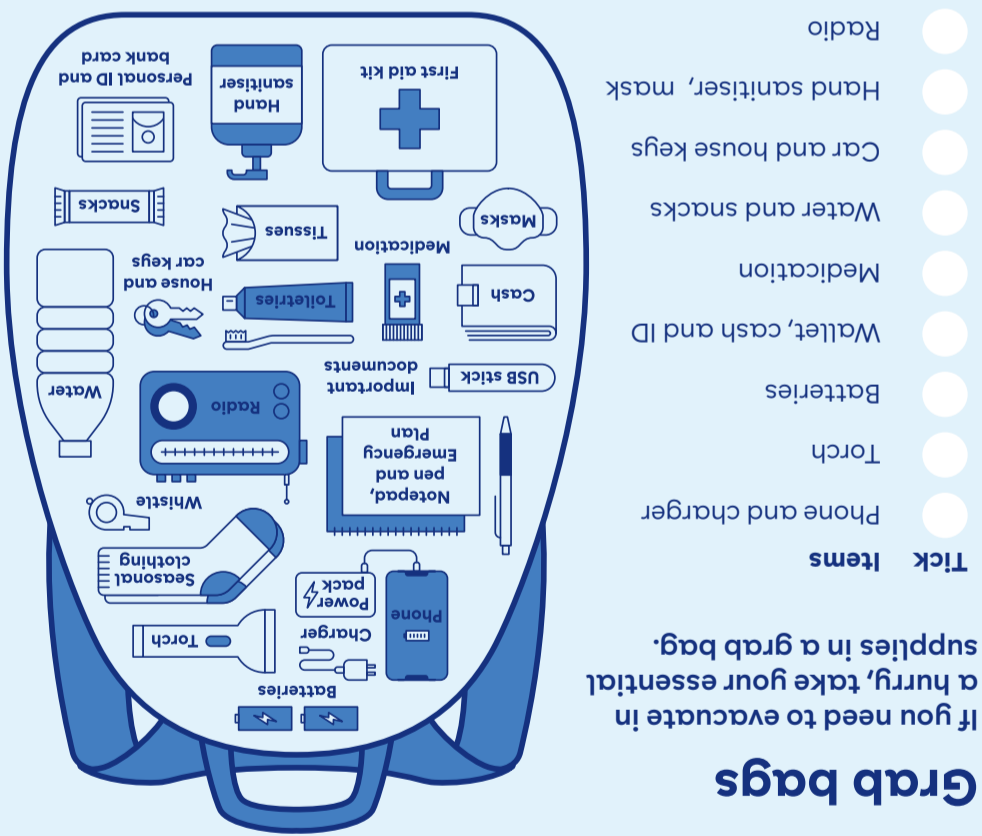 Grab bags
If you need to evacuate in
a hurry, take your essential
supplies in a grab bag.
Tick Items
Phone and charger
Torch
Batteries
Wallet, cash and ID
Medication
Water and snacks
Car and house keys
Hand sanitiser, mask
Radio
Batteries
Phone
Charger
Power
pack
Torch
Seasonal
clothing
Notepad,
pen and
Emergency
Plan
Whistle
USB stick
Important
documents
Radio
Water
Cash
Medication
Toiletries
House and
car keys
Masks
Tissues
Snacks
First aid kit
Hand
sanitiser
Personal ID and
bank card